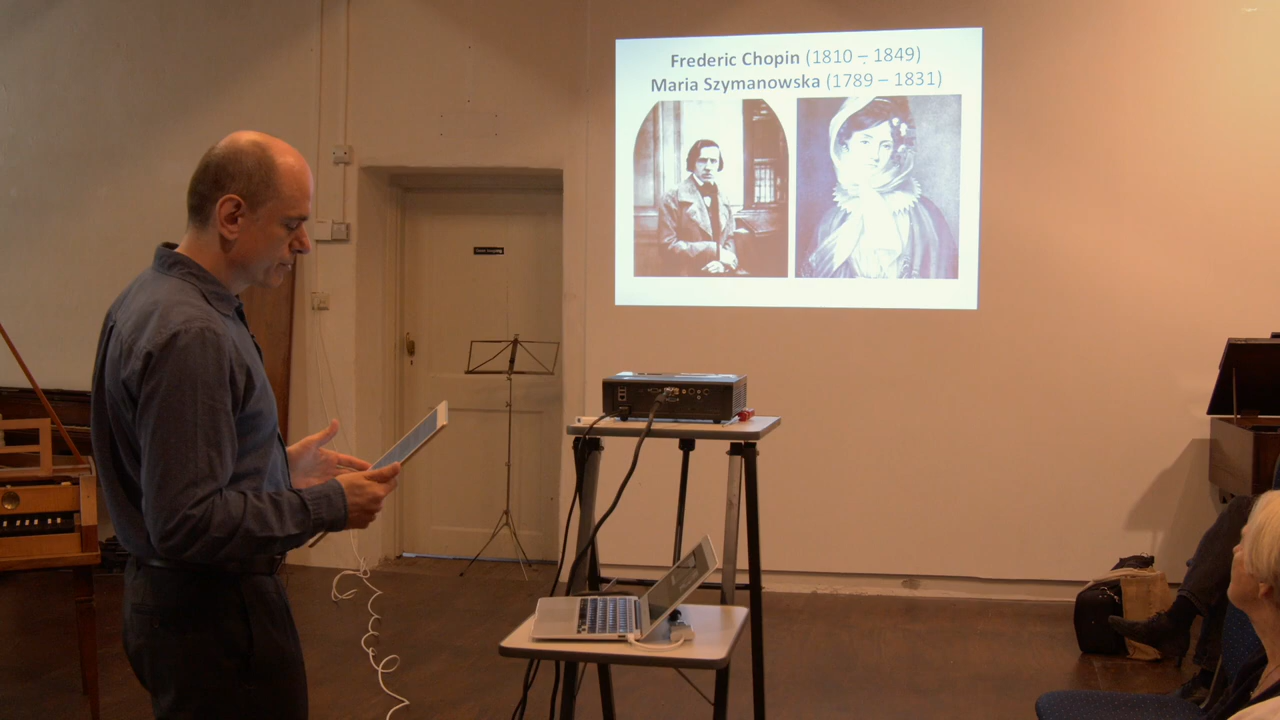 Frederic Chopin (1810 – 1849)
Maria Szymanowska (1789 – 1831)